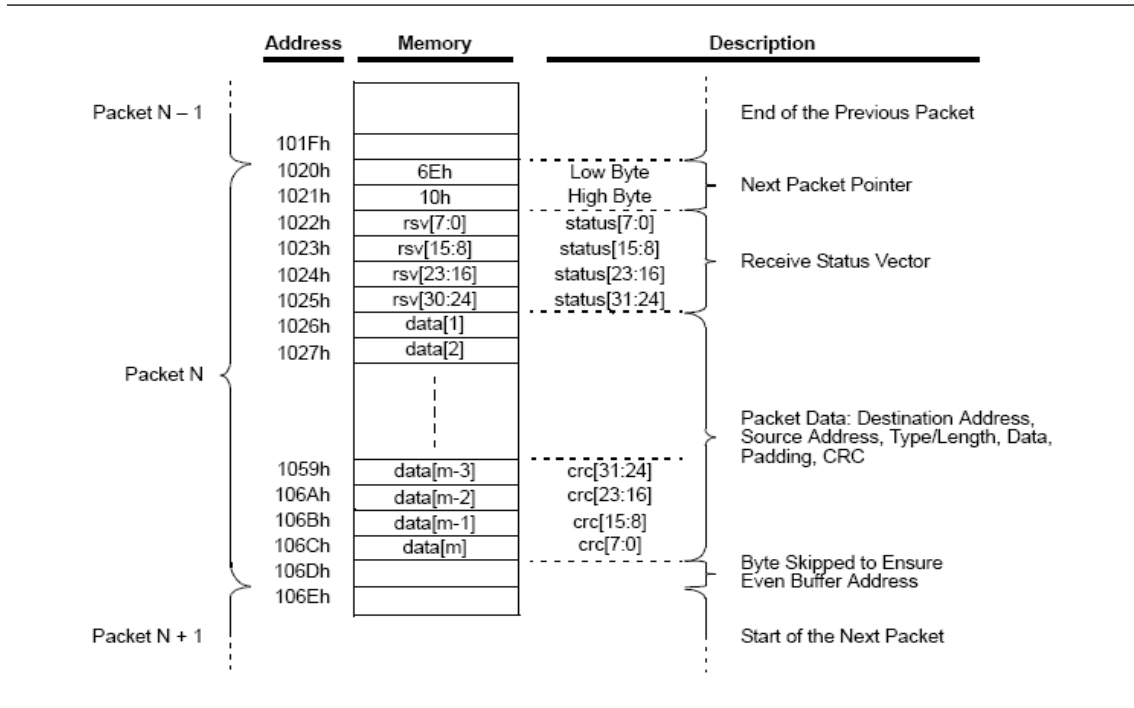 Address Memory Description
Packet N – 1 End of the Previous Packet
101Fh
1020h 6Eh Low Byte
1021h 10h High Byte
Next Packet Pointer
1022h rsv[7:0] status[7:0]
1023h rsv[15:8] status[15:8]
1024h rsv[23:16] status[23:16]
Receive Status Vector
1025h rsv[30:24] status[31:24]
1026h data[1]
1027h data[2]
Packet N
Packet Data: Destination Address,
Source Address, Type/Length, Data,
Padding, CRC
1059h data[m-3] crc[31:24]
106Ah data[m-2] crc[23:16]
106Bh data[m-1] crc[15:8]
106Ch data[m] crc[7:0]
106Dh
Byte Skipped to Ensure
Even Buffer Address
106Eh
Packet N + 1 Start of the Next Packet